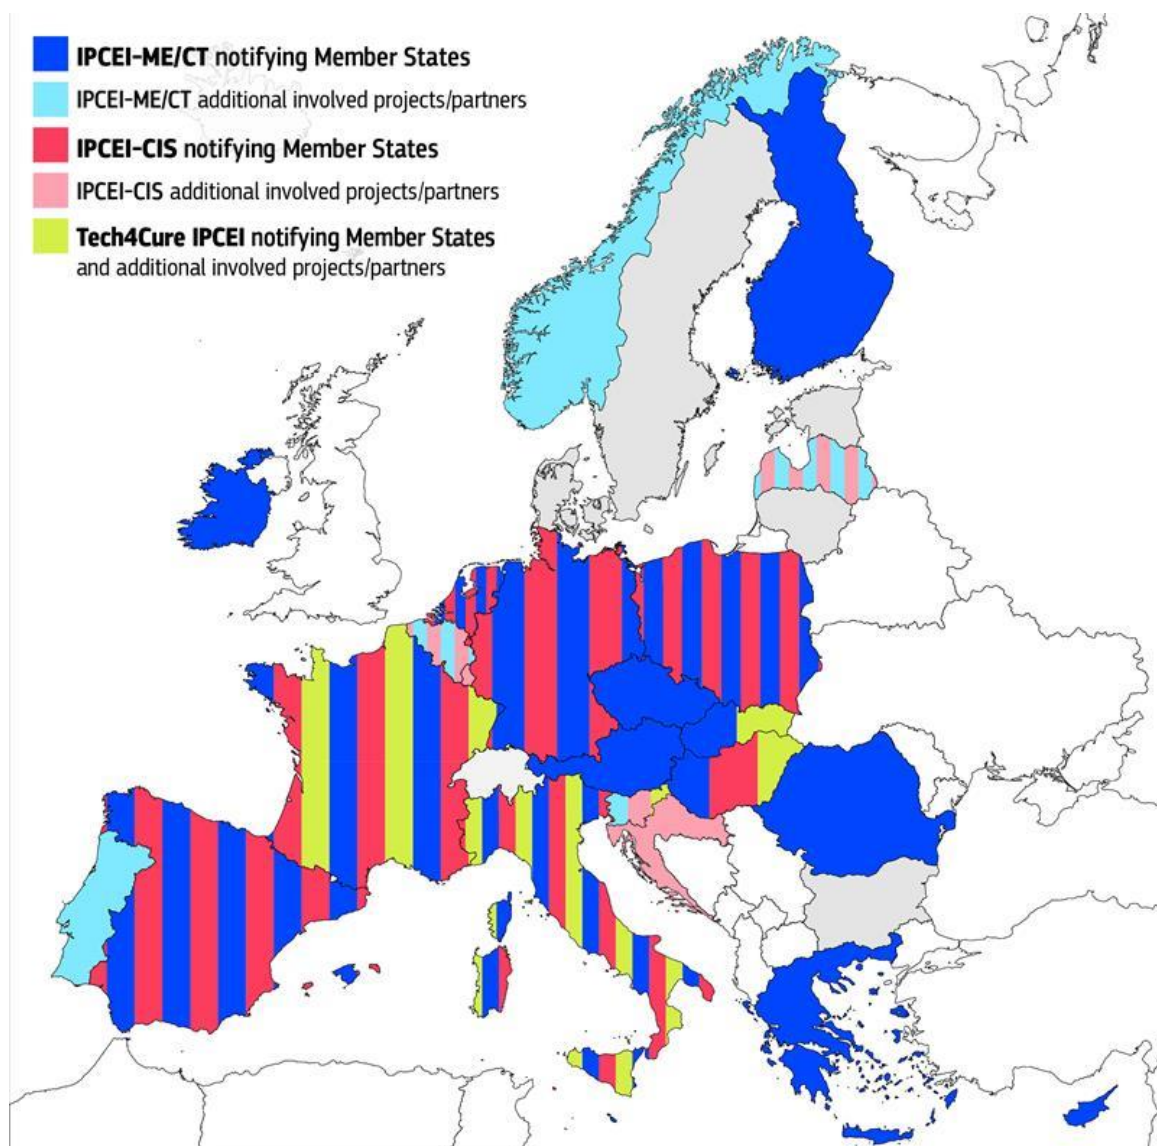 IPCEI-ME/CT notifying Member States
IPCEI-ME/CT additional involved projects/partners
IPCEI-CIS notifying Member States
IPCEI-CIS additional involved projects/partners
Tech4Cure IPCEI notifying Member States
and additional involved projects/partners